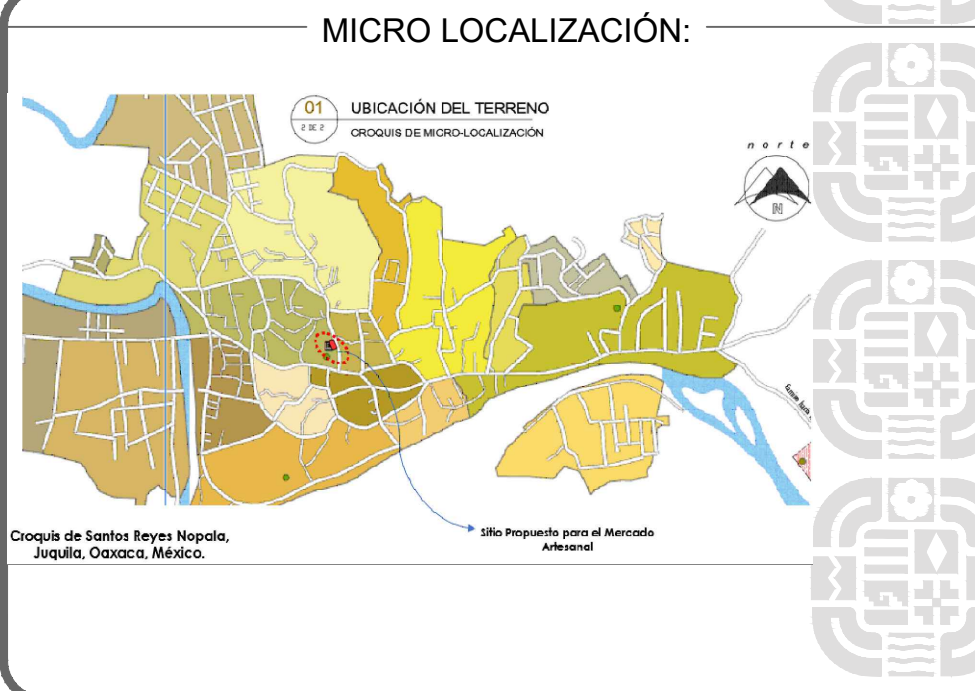 MICRO LOCALIZACIÓN:
01
UBICACIÓN DEL TERRENO
2 DE 2
CROQUIS DE MICRO-LOCALIZACIÓN
norte
N
Croquis de Santos Reyes Nopala,
Juquila, Oaxaca, México.
Sitio Propuesto para el Mercado
Artesanal